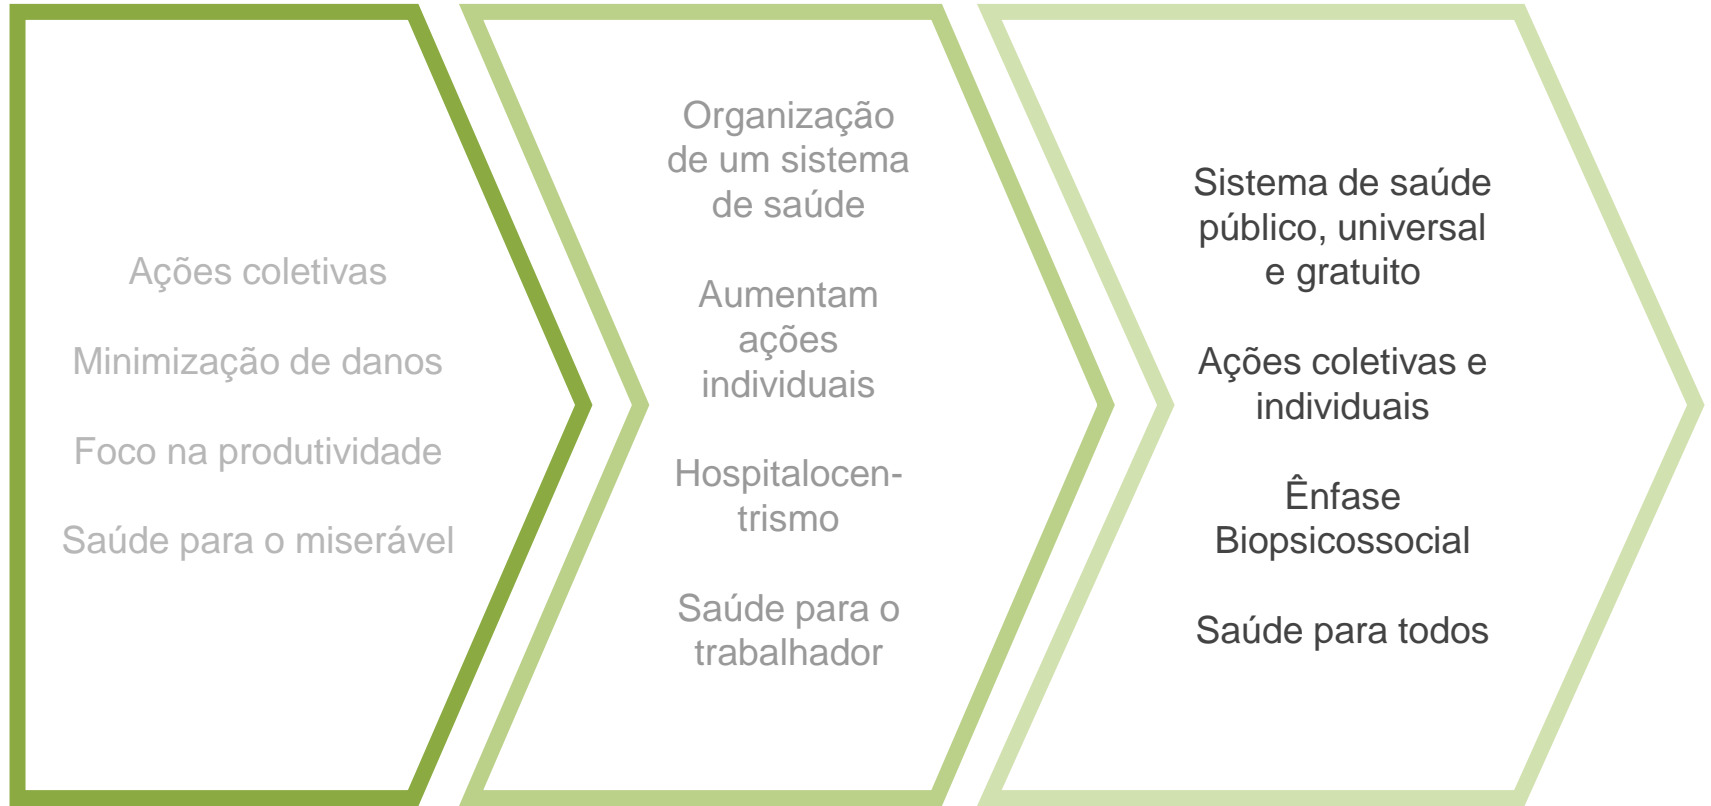 Ações coletivas
Minimização de danos
Foco na produtividade
Saúde para o miserável
Organização
de um sistema
de saúde
Aumentam
ações
individuais
Hospitalocen-
trismo
Saúde para o
trabalhador
Sistema de saúde
público, universal
e gratuito
Ações coletivas e
individuais
Ênfase
Biopsicossocial
Saúde para todos